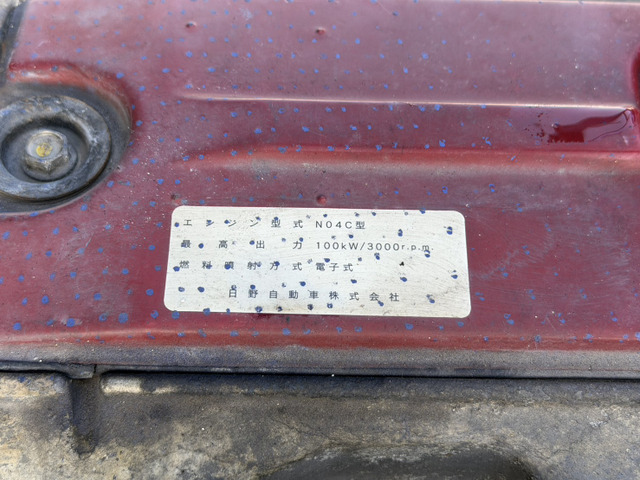 エンジン型式 N04C型
最高出力 100kW/3000r.p.m.
燃料噴射方式 電子式
日野自動車株式会社